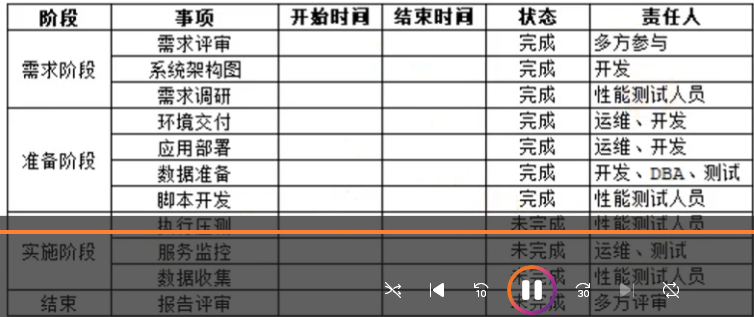 阶段 事项 开始时间 结束时间 状态 责任人
需求阶段 需求评审 完成 多方参与
系统架构图 完成 开发
需求调研 完成 性能测试人员
准备阶段 环境交付 完成 运维、开发
应用部署 完成 运维、开发
数据准备 完成 开发、DBA、测试
脚本开发 完成 性能测试人员
实施阶段 执行压测 未完成 性能测试人员
服务监控 未完成 运维、测试
数据收集 未完成 性能测试人员
结束 报告评审 未完成 多方评审
10 30